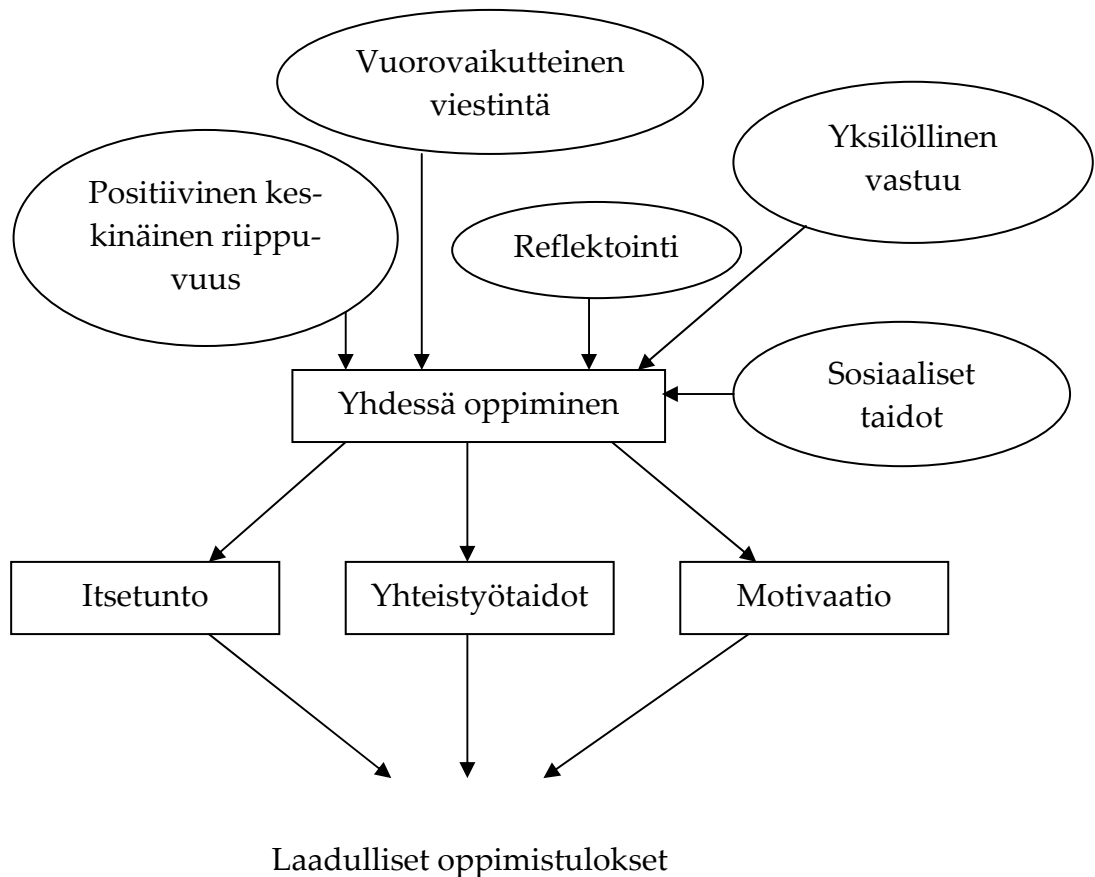 Vuorovaikutteinen
viestintä
Yksilöllinen
vastuu
Positiivinen kes-
kinäinen riippu-
vuus
Reflektointi
Sosiaaliset
taidot
Yhdessä oppiminen
Itsetunto
Yhteistyötaidot
Motivaatio
Laadulliset oppimistulokset